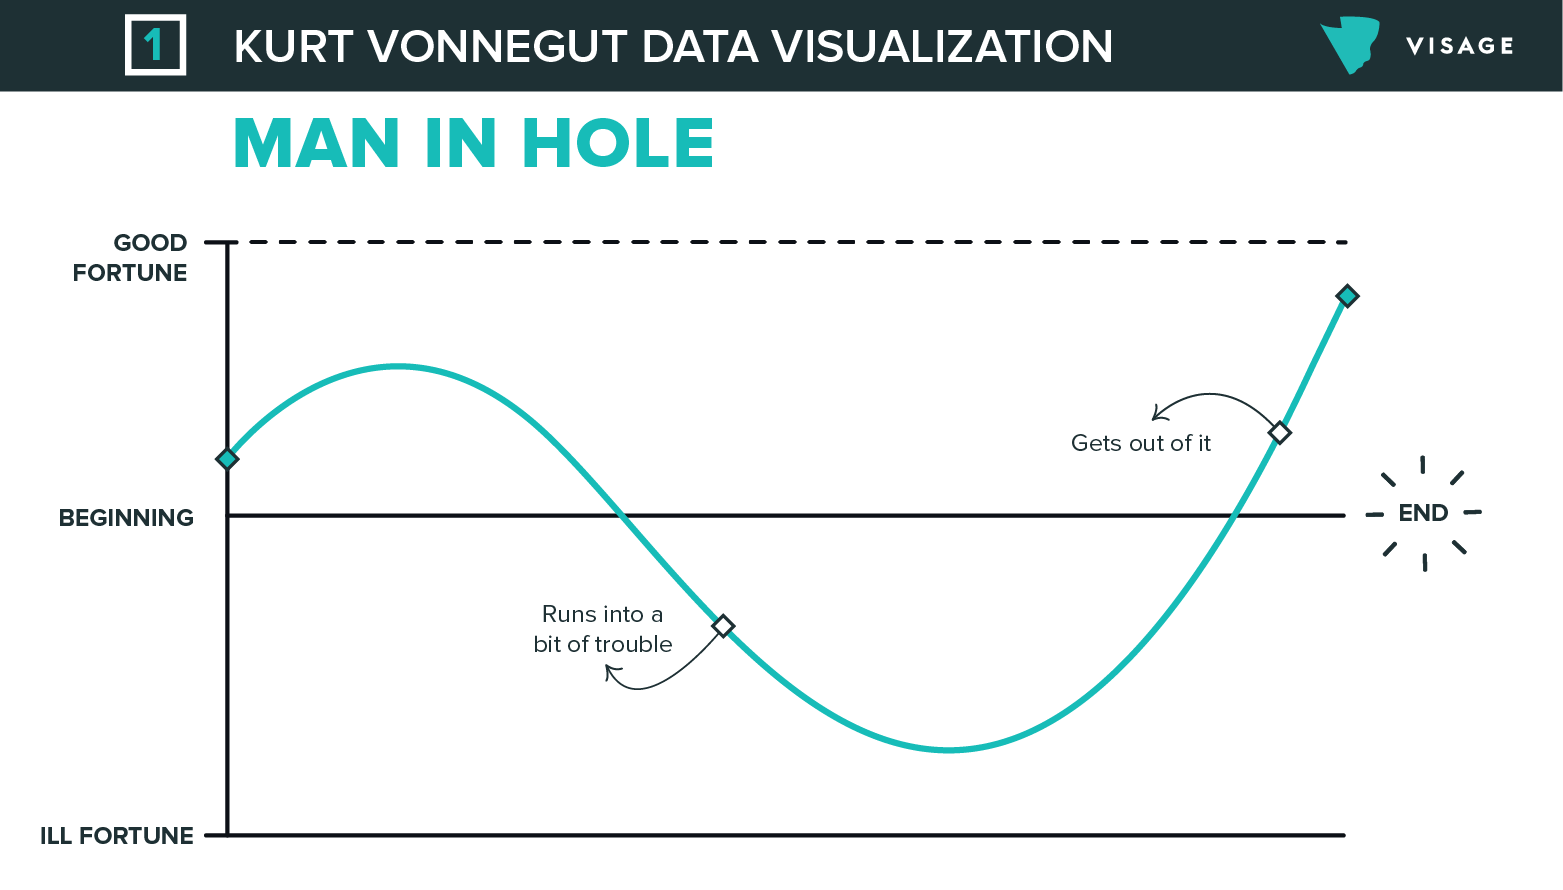 1
KURT VONNEGUT DATA VISUALIZATION
VISAGE
MAN IN HOLE
GOOD
FORTUNE
Gets out of it
BEGINNING
END
Runs into a
bit of trouble
ILL FORTUNE